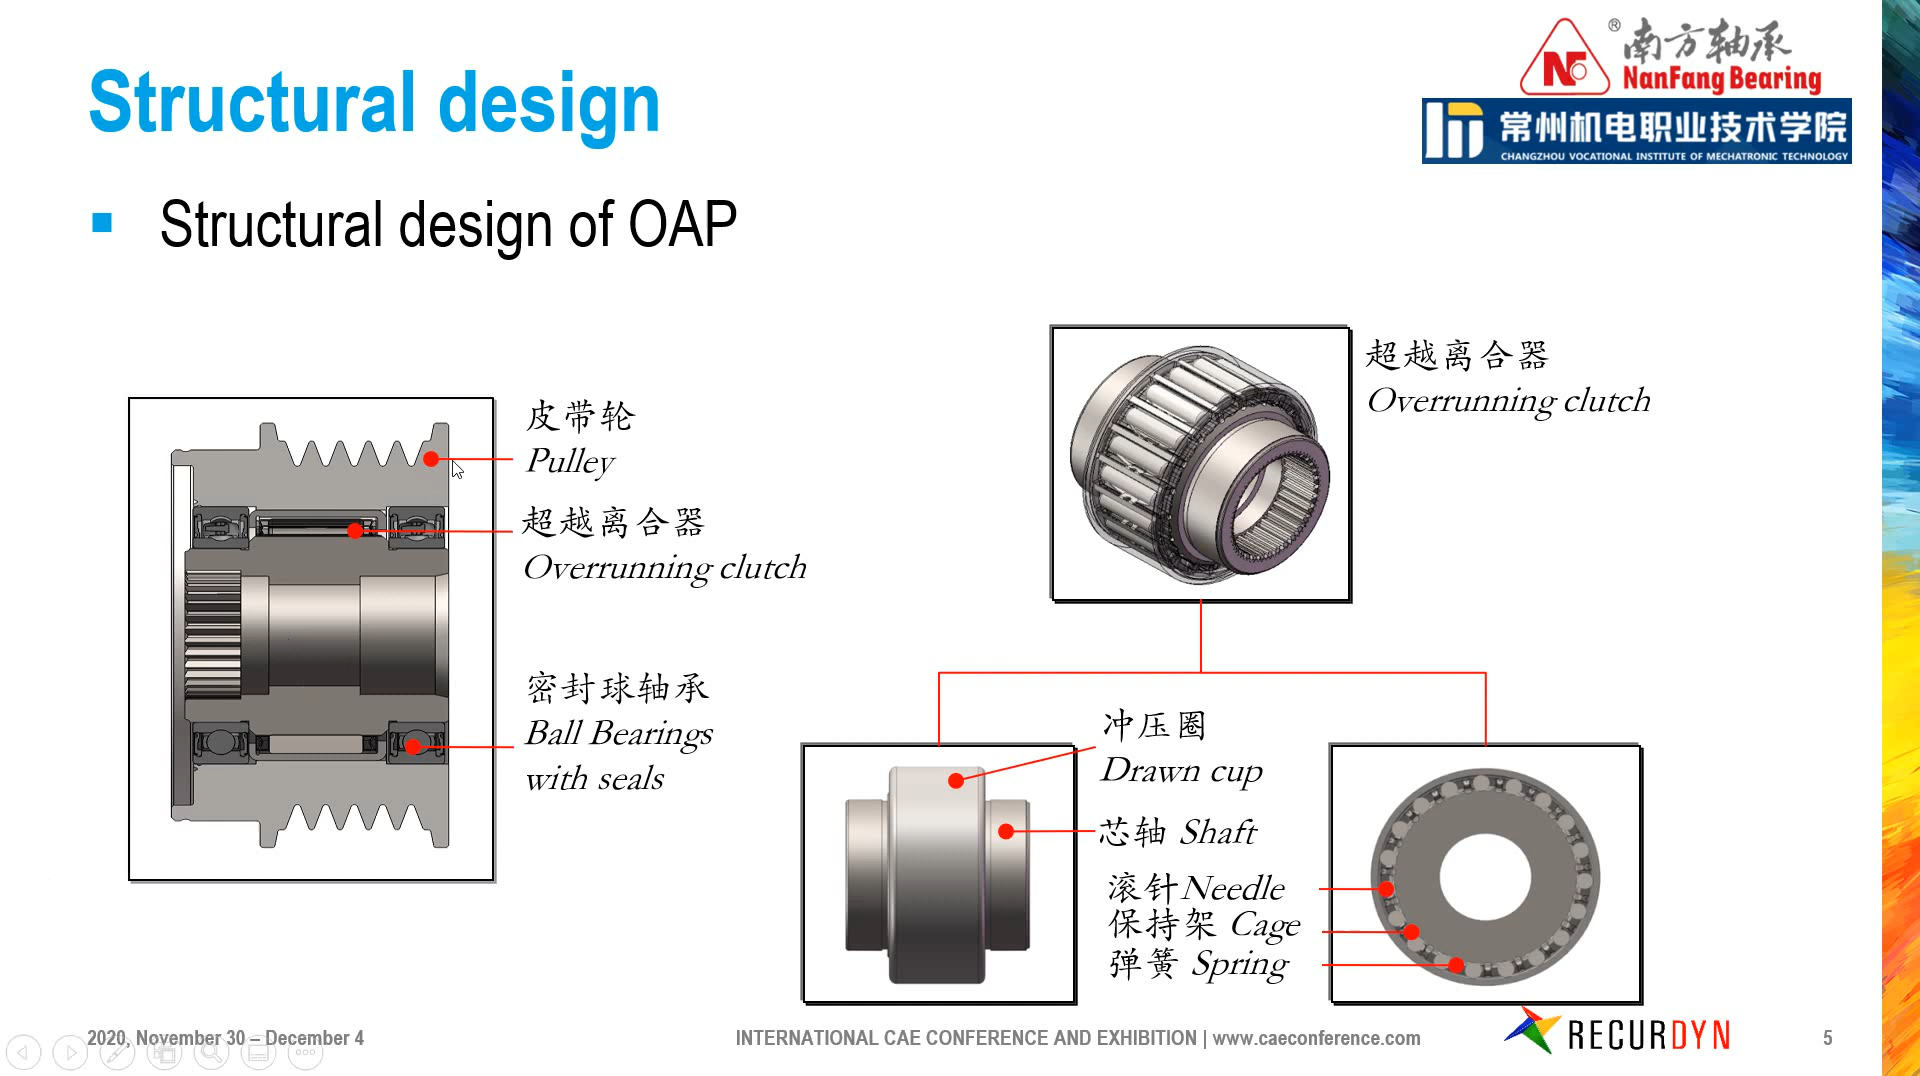 Structural design
® 南方轴承
NF NanFang Bearing
常州机电职业技术学院
CHANGZHOU VOCATIONAL INSTITUTE OF MECHATRONIC TECHNOLOGY
▪ Structural design of OAP
皮带轮
Pulley
超越离合器
Overrunning clutch
密封球轴承
Ball Bearings
with seals
超越离合器
Overrunning clutch
冲压圈
Drawn cup
芯轴 Shaft
滚针Needle
保持架 Cage
弹簧 Spring
2020, November 30 – December 4
INTERNATIONAL CAE CONFERENCE AND EXHIBITION | www.caeconference.com
RECURDYN
5